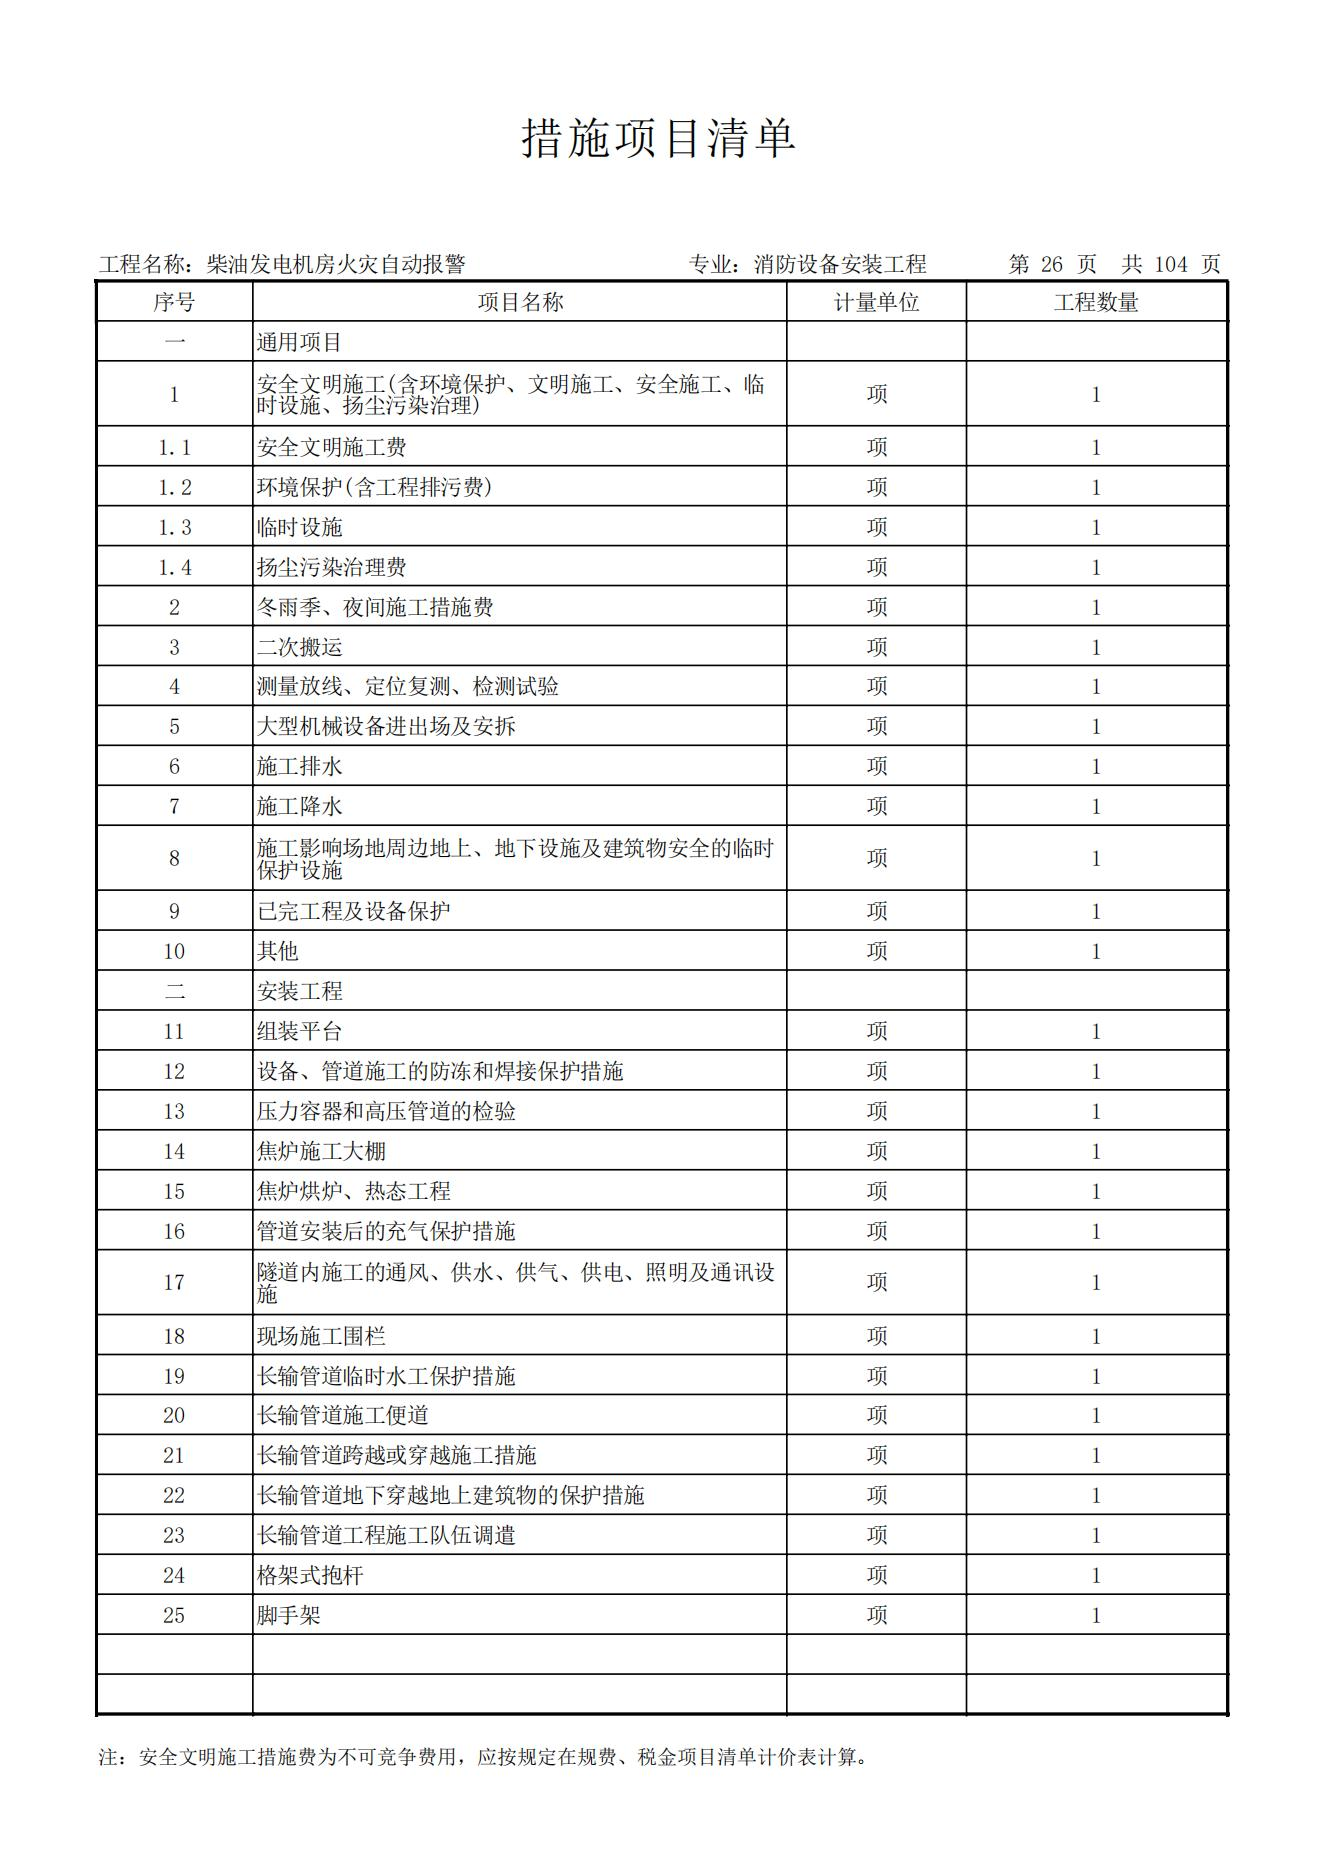 措施项目清单
工程名称：柴油发电机房火灾自动报警 专业：消防设备安装工程 第 26 页 共 104 页
序号 项目名称 计量单位 工程数量
一 通用项目
1 安全文明施工(含环境保护、文明施工、安全施工、临 项 1
时设施、扬尘污染治理)
1.1 安全文明施工费 项 1
1.2 环境保护(含工程排污费) 项 1
1.3 临时设施 项 1
1.4 扬尘污染治理费 项 1
2 冬雨季、夜间施工措施费 项 1
3 二次搬运 项 1
4 测量放线、定位复测、检测试验 项 1
5 大型机械设备进出场及安拆 项 1
6 施工排水 项 1
7 施工降水 项 1
8 施工影响场地周边地上、地下设施及建筑物安全的临时 项 1
保护设施
9 已完工程及设备保护 项 1
10 其他 项 1
二 安装工程
11 组装平台 项 1
12 设备、管道施工的防冻和焊接保护措施 项 1
13 压力容器和高压管道的检验 项 1
14 焦炉施工大棚 项 1
15 焦炉烘炉、热态工程 项 1
16 管道安装后的充气保护措施 项 1
17 隧道内施工的通风、供水、供气、供电、照明及通讯设 项 1
施
18 现场施工围栏 项 1
19 长输管道临时水工保护措施 项 1
20 长输管道施工便道 项 1
21 长输管道跨越或穿越施工措施 项 1
22 长输管道地下穿越地上建筑物的保护措施 项 1
23 长输管道工程施工队伍调遣 项 1
24 格架式抱杆 项 1
25 脚手架 项 1
注：安全文明施工措施费为不可竞争费用，应按规定在规费、税金项目清单计价表计算。